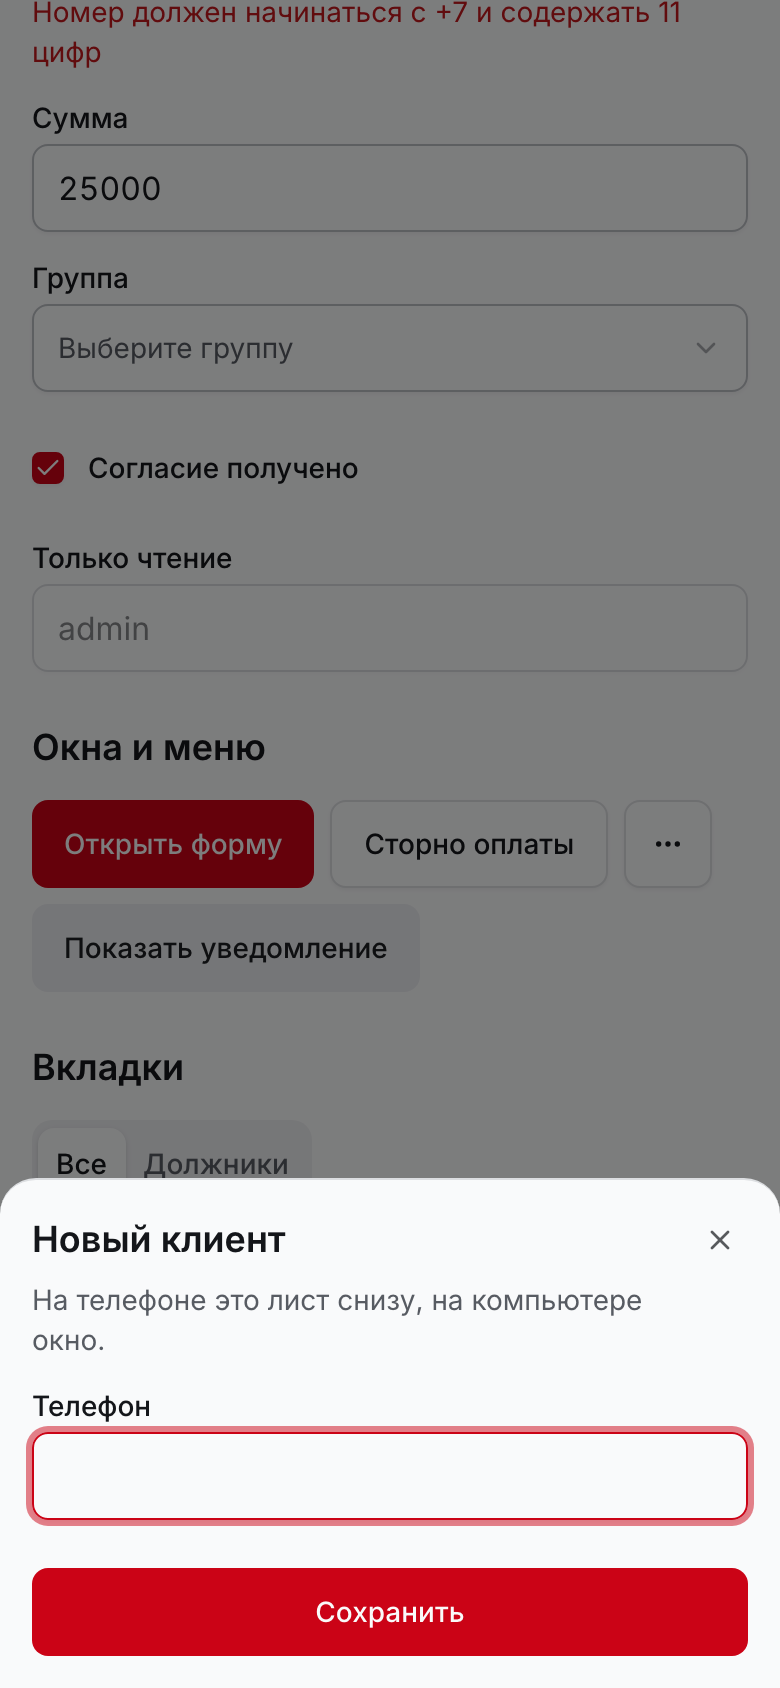 Номер должен начинаться с +7 и содержать 11
цифр
Сумма
25000
Группа
Выберите группу
Согласие получено
Только чтение
admin
Окна и меню
Открыть форму
Сторно оплаты
Показать уведомление
Вкладки
Все
Должники
Новый клиент
На телефоне это лист снизу, на компьютере
окно.
Телефон
Сохранить